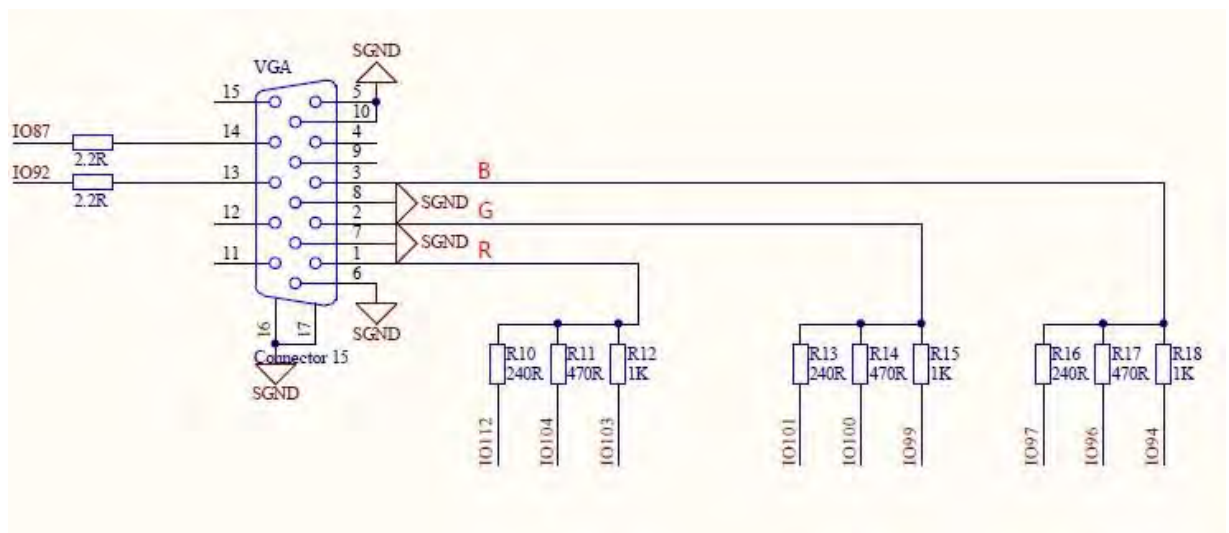 SGND
VGA
15
5
10
IO87
14
4
2.2R
9
IO92
13
3
B
2.2R
8
SGND
12
2
G
7
SGND
11
1
R
6
SGND
16
17
Connector 15
SGND
R10
240R
R11
470R
R12
1K
R13
240R
R14
470R
R15
1K
R16
240R
R17
470R
R18
1K
IO112
IO104
IO103
IO101
IO100
IO99
IO97
IO96
IO94